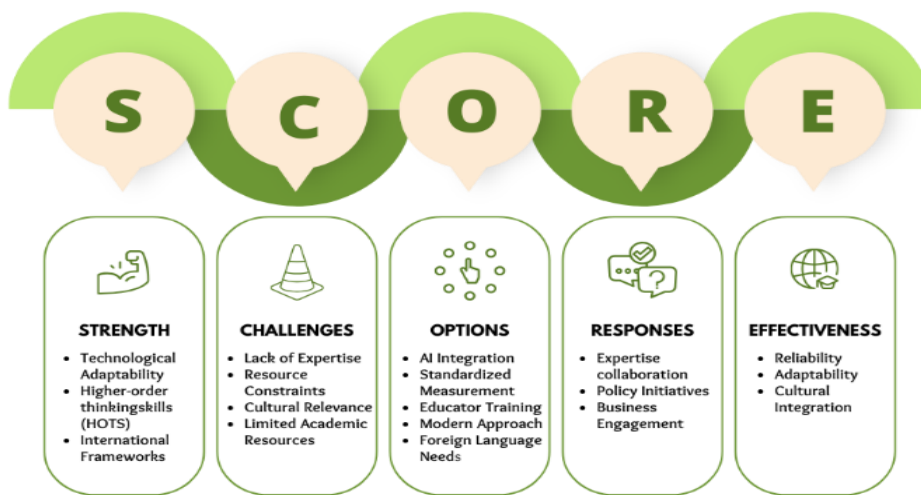 S C O R E
STRENGTH
• Technological
Adaptability
• Higher-order
thinkingskills
(HOTS)
• International
Frameworks
CHALLENGES
• Lack of Expertise
• Resource
Constraints
• Cultural Relevance
• Limited Academic
Resources
OPTIONS
• AI Integration
• Standardized
Measurement
• Educator Training
• Modern Approach
• Foreign Language
Needs
RESPONSES
• Expertise
collaboration
• Policy Initiatives
• Business
Engagement
EFFECTIVENESS
• Reliability
• Adaptability
• Cultural
Integration